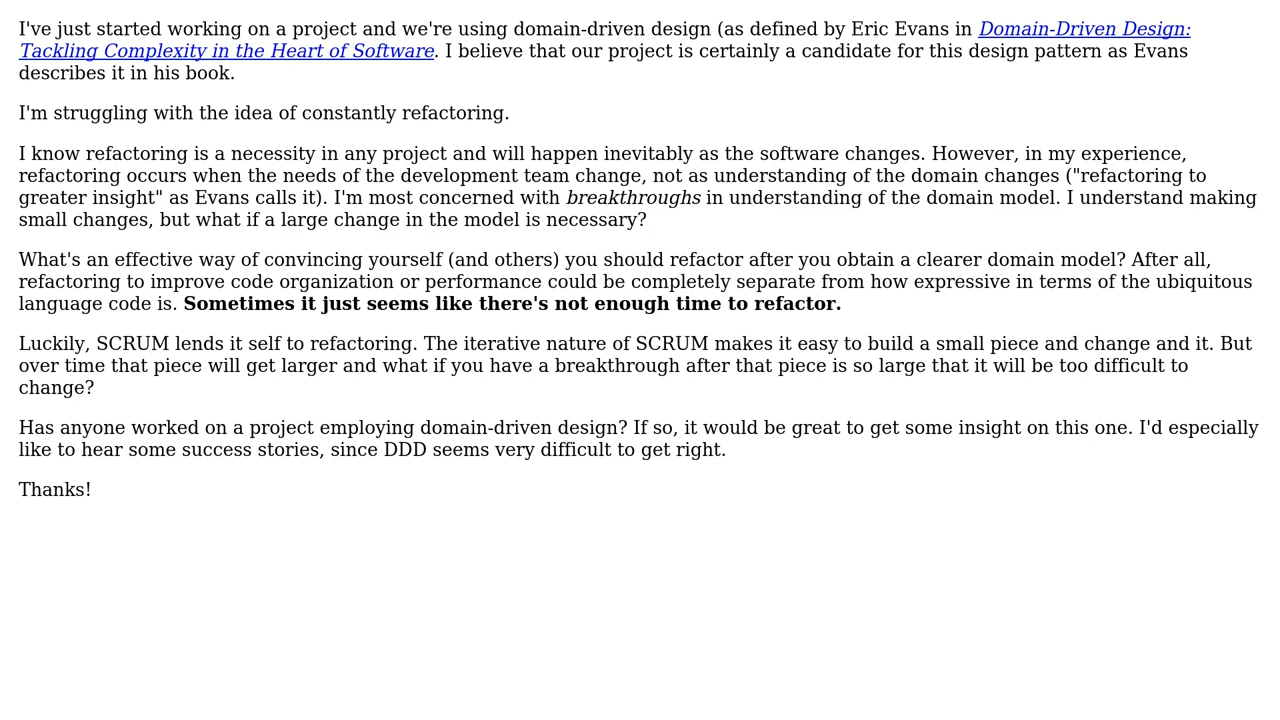 I've just started working on a project and we're using domain-driven design (as defined by Eric Evans in Domain-Driven Design:
Tackling Complexity in the Heart of Software. I believe that our project is certainly a candidate for this design pattern as Evans
describes it in his book.
I'm struggling with the idea of constantly refactoring.
I know refactoring is a necessity in any project and will happen inevitably as the software changes. However, in my experience,
refactoring occurs when the needs of the development team change, not as understanding of the domain changes ("refactoring to
greater insight" as Evans calls it). I'm most concerned with breakthroughs in understanding of the domain model. I understand making
small changes, but what if a large change in the model is necessary?
What's an effective way of convincing yourself (and others) you should refactor after you obtain a clearer domain model? After all,
refactoring to improve code organization or performance could be completely separate from how expressive in terms of the ubiquitous
language code is. Sometimes it just seems like there's not enough time to refactor.
Luckily, SCRUM lends it self to refactoring. The iterative nature of SCRUM makes it easy to build a small piece and change and it. But
over time that piece will get larger and what if you have a breakthrough after that piece is so large that it will be too difficult to
change?
Has anyone worked on a project employing domain-driven design? If so, it would be great to get some insight on this one. I'd especially
like to hear some success stories, since DDD seems very difficult to get right.
Thanks!